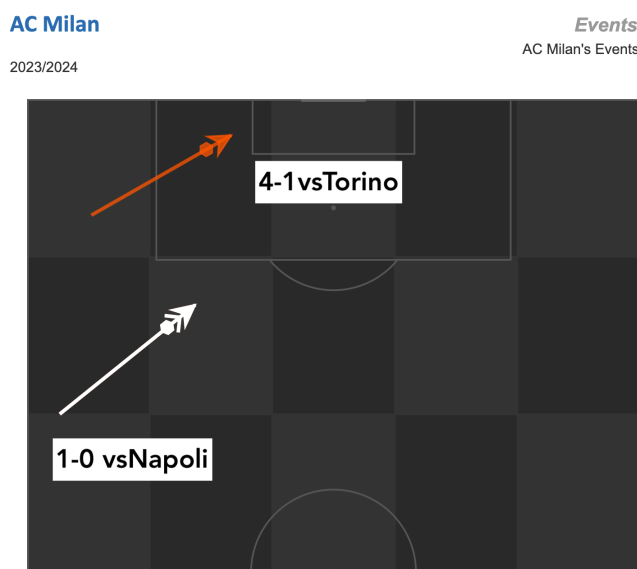 AC Milan
Events
AC Milan's Events
2023/2024
4-1vsTorino
1-0 vsNapoli